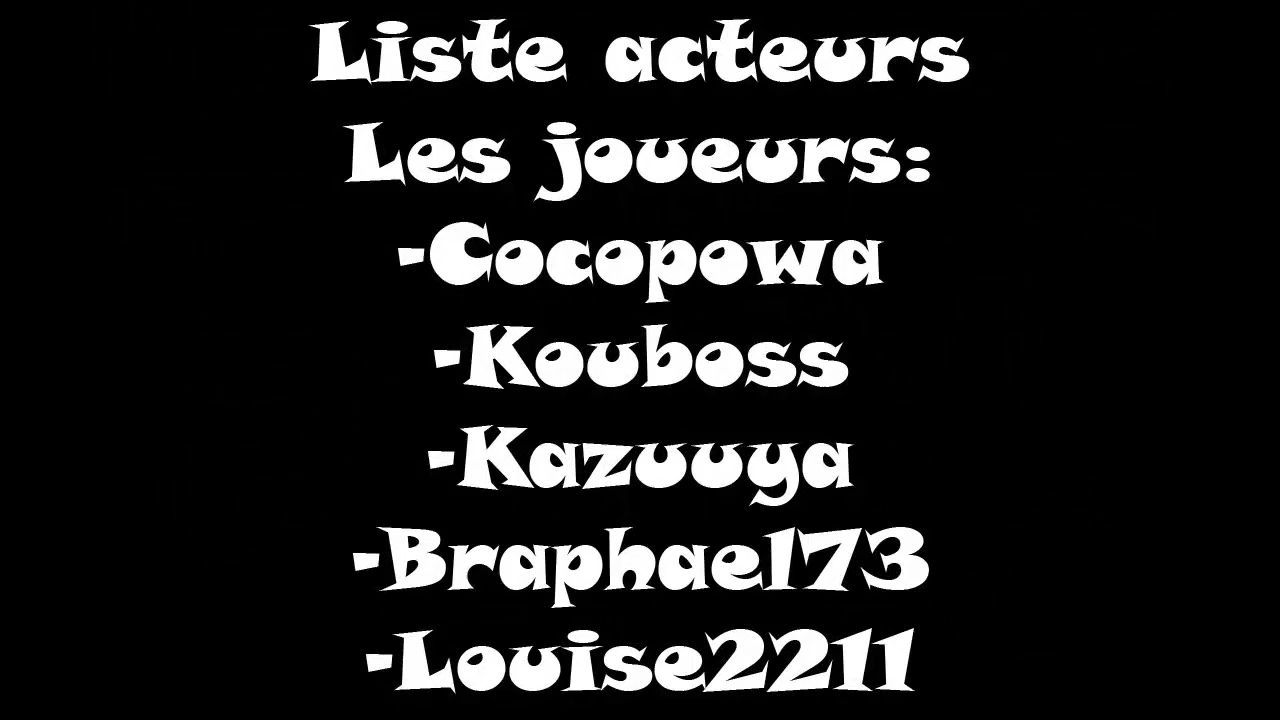 Liste acteurs
Les joueurs:
-Cocopowa
-Kouboss
-Kazuuya
-Braphael73
-Louise2211